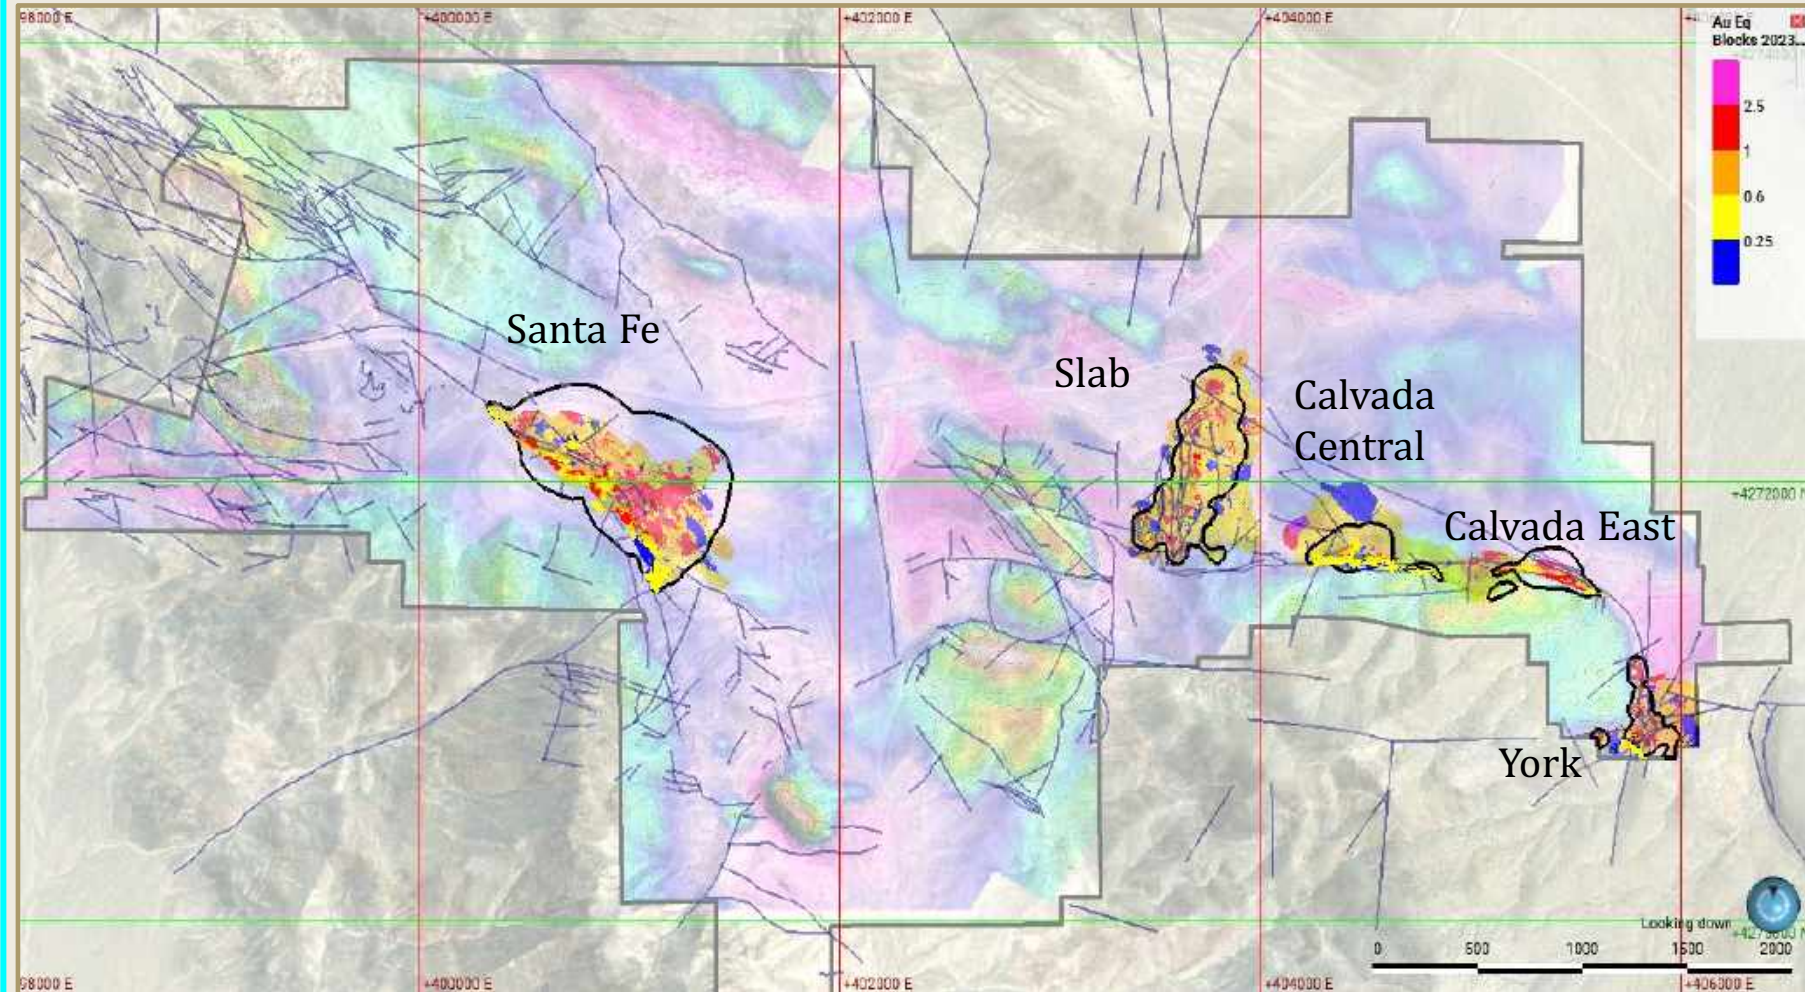 98000 E
+400000 E
+402000 E
+404000 E
Au Eq
Blocks 2023...
2.5
1
0.6
0.25
Santa Fe
Slab
Calvada
Central
+4272000 N
Calvada East
York
Looking down
0 500 1000 1500 2000
98000 E
+400000 E
+402000 E
+404000 E
+406000 E